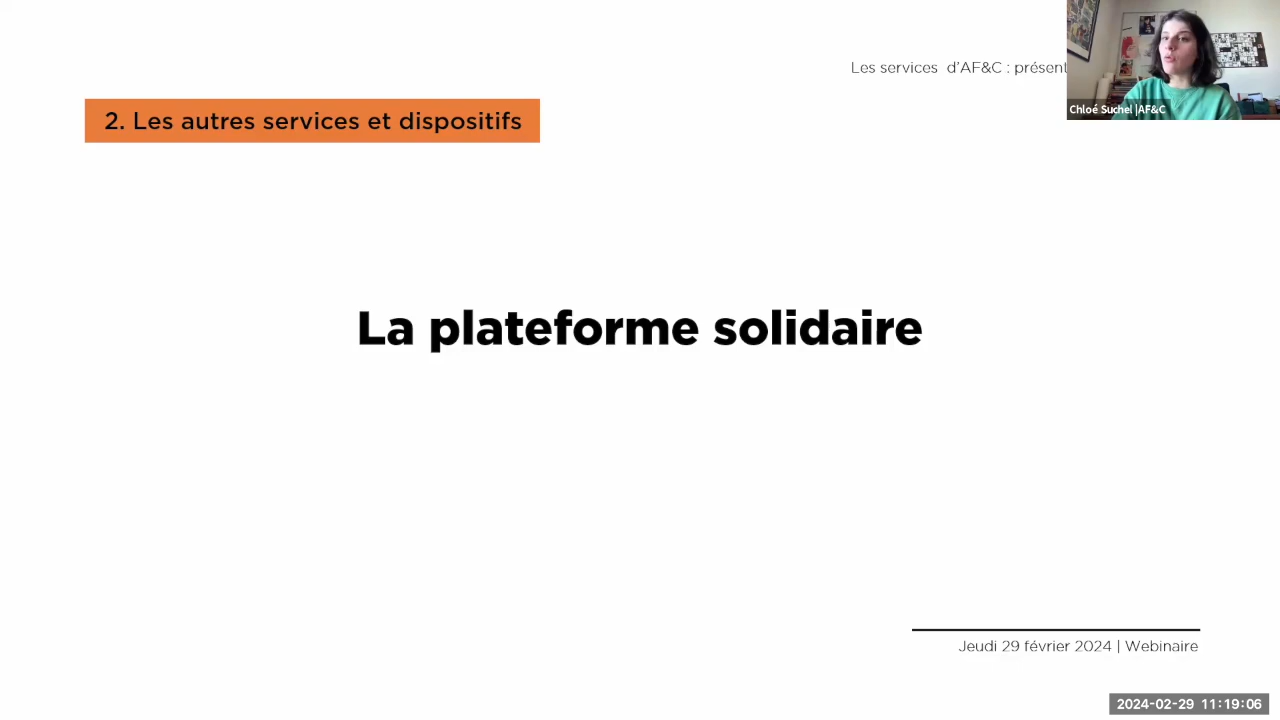 Les services d'AF&C : présent
Chloé Suchel |AF&C
2. Les autres services et dispositifs
La plateforme solidaire
Jeudi 29 février 2024 | Webinaire
2024-02-29 11:19:06